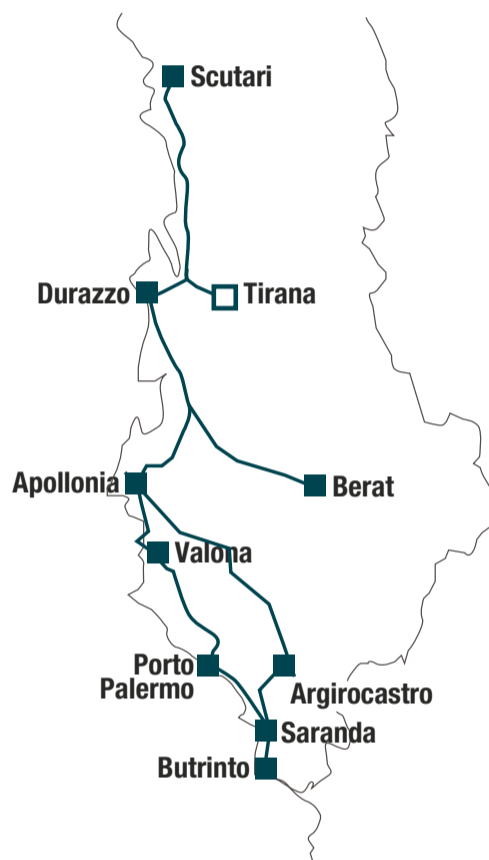 Scutari
Durazzo
Tirana
Apollonia
Berat
Valona
Porto
Palermo
Argirocastro
Saranda
Butrinto